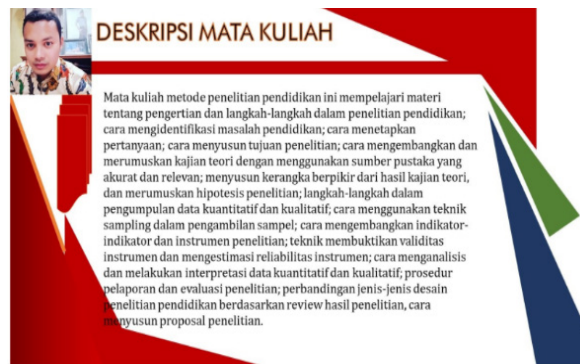 DESKRIPSI MATA KULIAH
Mata kuliah metode penelitian pendidikan ini mempelajari materi
tentang pengertian dan langkah-langkah dalam penelitian pendidikan;
cara mengidentifikasi masalah pendidikan; cara menetapkan
pertanyaan; cara menyusun tujuan penelitian; cara mengembangkan dan
merumuskan kajian teori dengan menggunakan sumber pustaka yang
akurat dan relevan; menyusun kerangka berpikir dari hasil kajian teori,
dan merumuskan hipotesis penelitian; langkah-langkah dalam
pengumpulan data kuantitatif dan kualitatif; cara menggunakan teknik
sampling dalam pengambilan sampel; cara mengembangkan indikator-
indikator dan instrumen penelitian; teknik membuktikan validitas
instrumen dan mengestimasi reliabilitas instrumen; cara menganalisis
dan melakukan interpretasi data kuantitatif dan kualitatif; prosedur
pelaporan dan evaluasi penelitian; perbandingan jenis-jenis desain
penelitian pendidikan berdasarkan review hasil penelitian, cara
menyusun proposal penelitian.